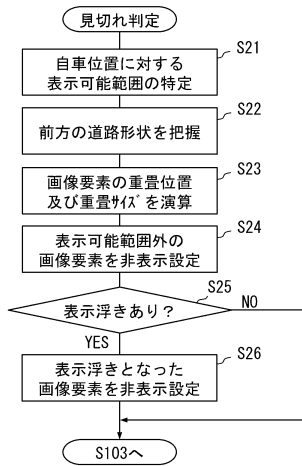 見切れ判定
S21
自車位置に対する
表示可能範囲の特定
S22
前方の道路形状を把握
S23
画像要素の重畳位置
及び重畳サイズを演算
S24
表示可能範囲外の
画像要素を非表示設定
S25
表示浮きあり？
NO
YES
S26
表示浮きとなった
画像要素を非表示設定
S103へ